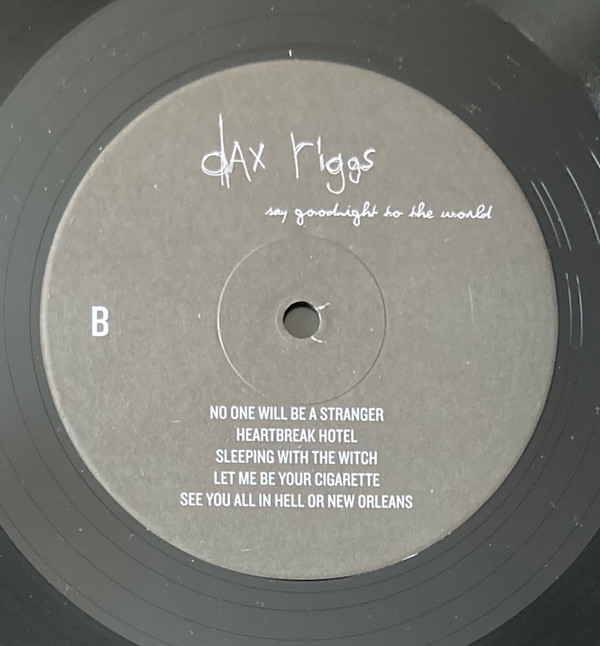 dAx riggs
say goodnight to the world
B
NO ONE WILL BE A STRANGER
HEARTBREAK HOTEL
SLEEPING WITH THE WITCH
LET ME BE YOUR CIGARETTE
SEE YOU ALL IN HELL OR NEW ORLEANS